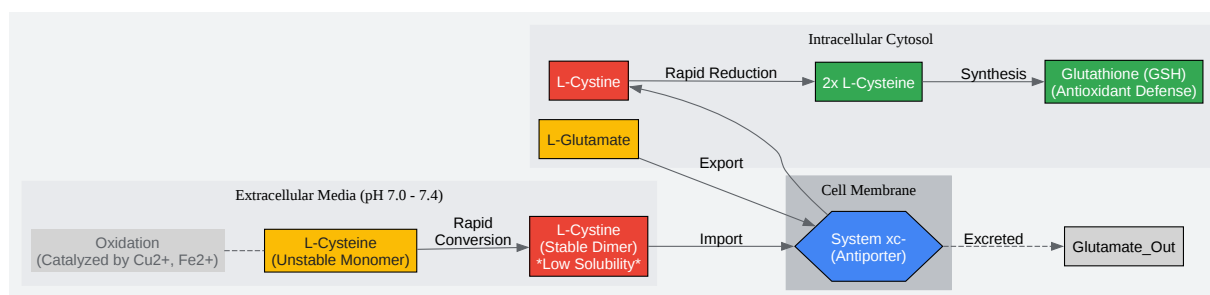 Intracellular Cytosol
L-Cystine
Rapid Reduction
2x L-Cysteine
Synthesis
Glutathione (GSH)
(Antioxidant Defense)
L-Glutamate
Export
Extracellular Media (pH 7.0 - 7.4)
Oxidation
(Catalyzed by Cu2+, Fe2+)
L-Cysteine
(Unstable Monomer)
Rapid
Conversion
L-Cystine
(Stable Dimer)
*Low Solubility*
Import
Cell Membrane
System xc-
(Antiporter)
Excreted
Glutamate_Out